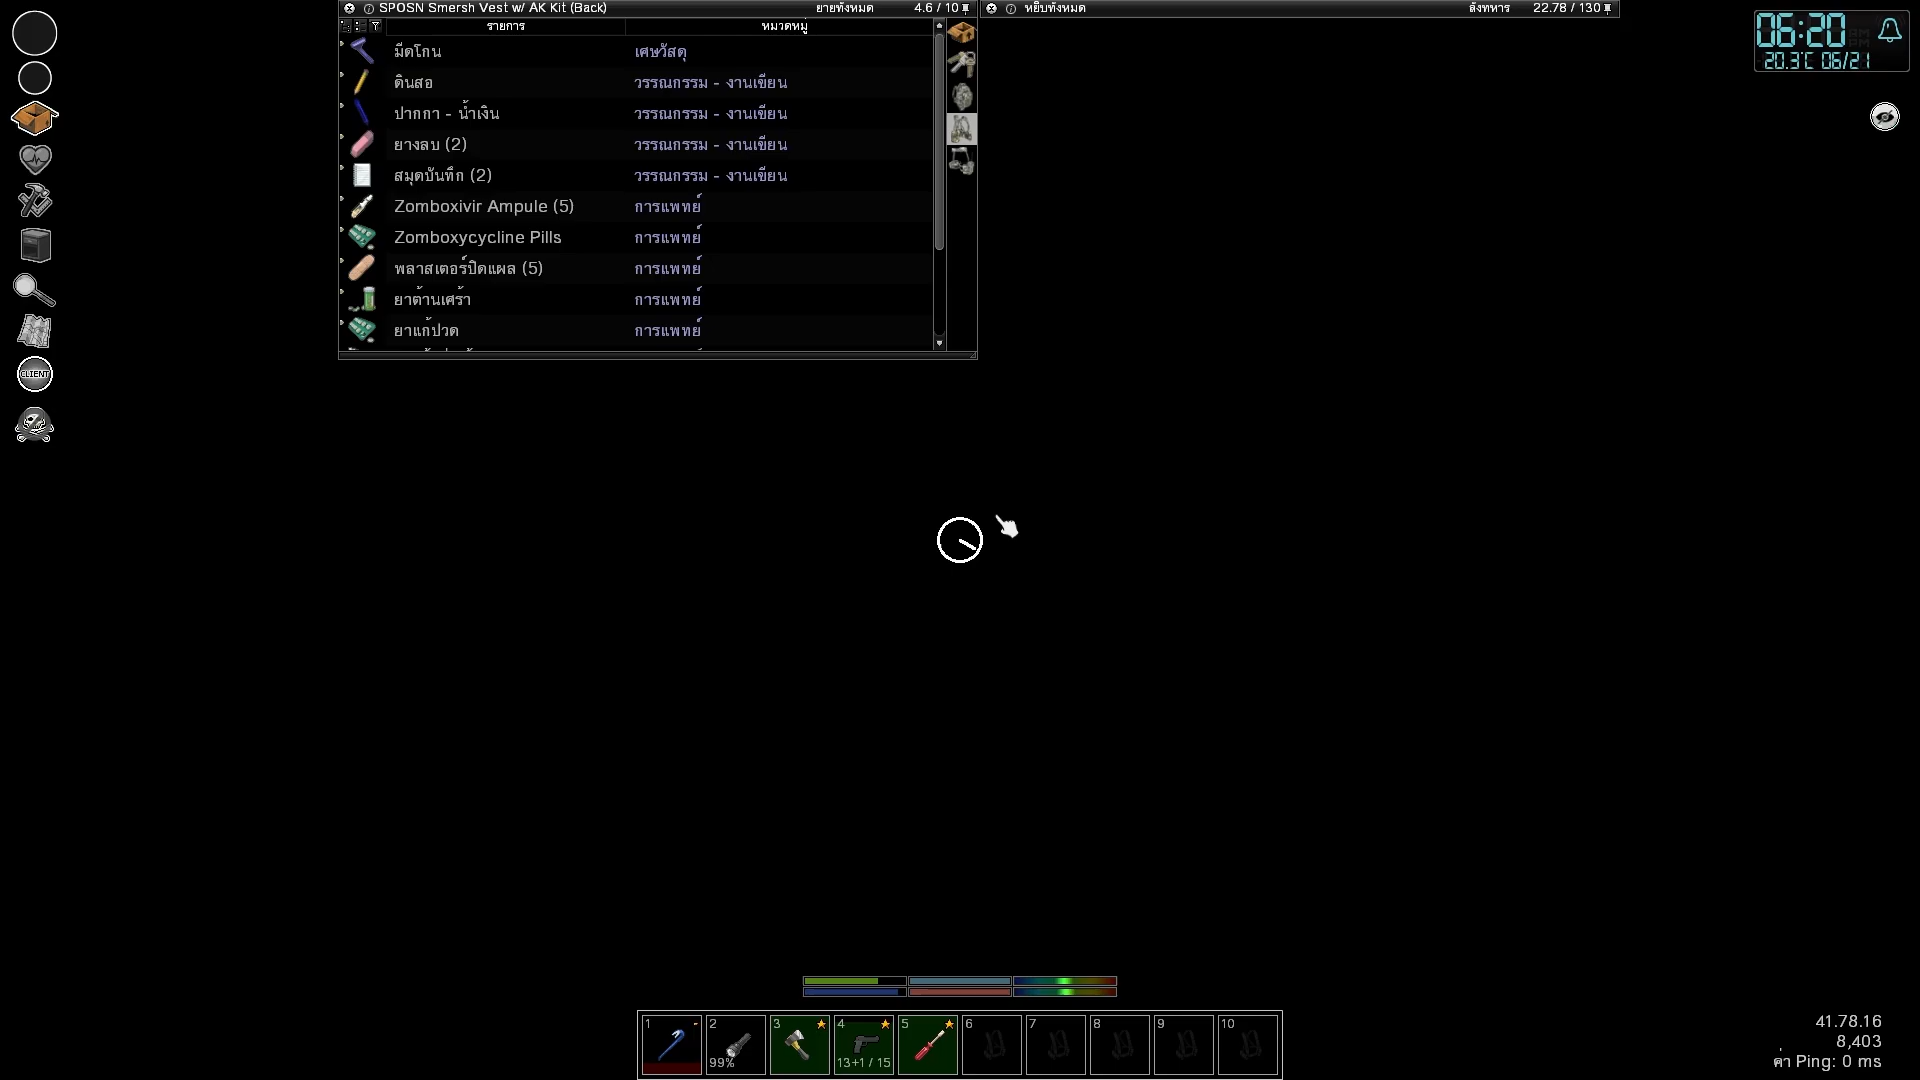 SPOSN Smersh Vest w/ AK Kit (Back) ย้ายทั้งหมด 4.6 / 10
รายการ หมวดหมู่
มีดโกน เศษวัสดุ
ดินสอ วรรณกรรม - งานเขียน
ปากกา - น้ำเงิน วรรณกรรม - งานเขียน
ยางลบ (2) วรรณกรรม - งานเขียน
สมุดบันทึก (2) วรรณกรรม - งานเขียน
Zomboxivir Ampule (5) การแพทย์
Zomboxycycline Pills การแพทย์
พลาสเตอร์ปิดแผล (5) การแพทย์
ยาต้านเศร้า การแพทย์
ยาแก้ปวด การแพทย์
หยิบทั้งหมด ลังทหาร 22.78 / 130
06:20
AM
PM
20.3°C 06/21
CLIENT
1 2 3 4 5 6 7 8 9 10
99% 13+1 / 15
41.78.16
8,403
ค่า Ping: 0 ms